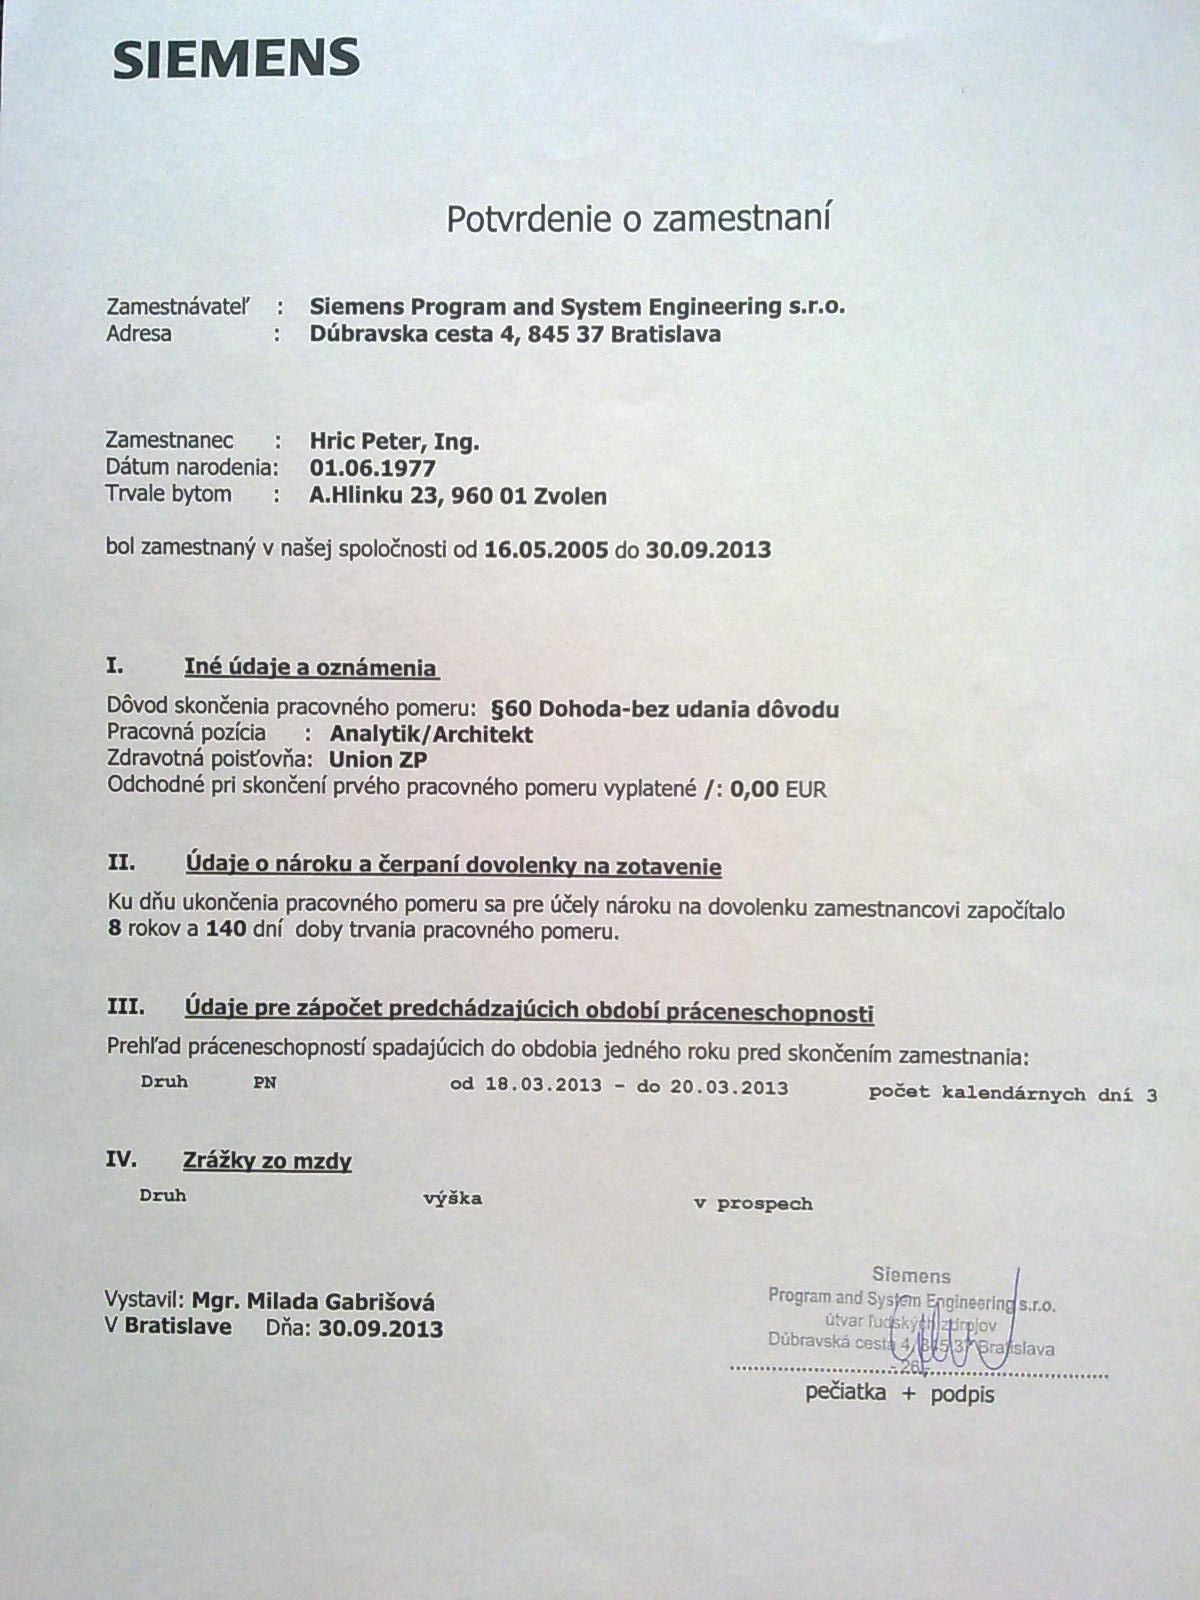 SIEMENS
Potvrdenie o zamestnaní
Zamestnávateľ : Siemens Program and System Engineering s.r.o.
Adresa : Dúbravska cesta 4, 845 37 Bratislava
Zamestnanec : Hric Peter, Ing.
Dátum narodenia: 01.06.1977
Trvale bytom : A.Hlinku 23, 960 01 Zvolen
bol zamestnaný v našej spoločnosti od 16.05.2005 do 30.09.2013
I. Iné údaje a oznámenia
Dôvod skončenia pracovného pomeru: §60 Dohoda-bez udania dôvodu
Pracovná pozícia : Analytik/Architekt
Zdravotná poisťovňa: Union ZP
Odchodné pri skončení prvého pracovného pomeru vyplatené /: 0,00 EUR
II. Údaje o nároku a čerpaní dovolenky na zotavenie
Ku dňu ukončenia pracovného pomeru sa pre účely nároku na dovolenku zamestnancovi započítalo
8 rokov a 140 dní doby trvania pracovného pomeru.
III. Údaje pre zápočet predchádzajúcich období práceneschopnosti
Prehľad práceneschopností spadajúcich do obdobia jedného roku pred skončením zamestnania:
Druh PN od 18.03.2013 - do 20.03.2013 počet kalendárnych dní 3
IV. Zrážky zo mzdy
Druh výška v prospech
Siemens
Program and System Engineering s.r.o.
útvar ľudských zdrojov
Dúbravská cesta 4, 845 37 Bratislava
- 26 -
Vystavil: Mgr. Milada Gabrišová
V Bratislave Dňa: 30.09.2013
pečiatka + podpis